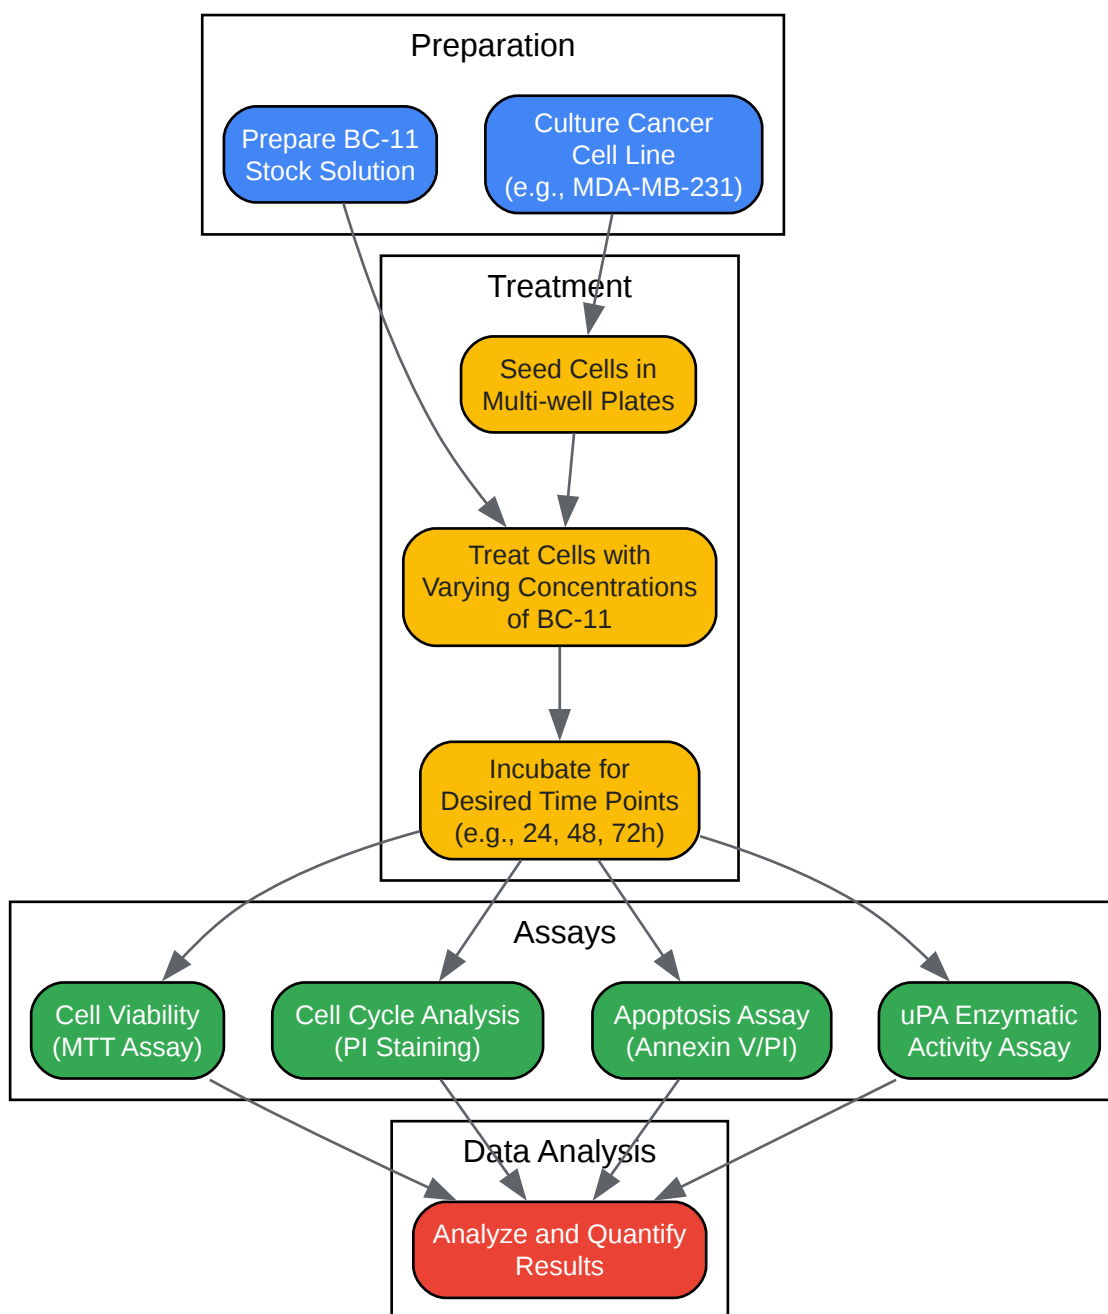 Preparation
Prepare BC-11
Stock Solution
Culture Cancer
Cell Line
(e.g., MDA-MB-231)
Treatment
Seed Cells in
Multi-well Plates
Treat Cells with
Varying Concentrations
of BC-11
Incubate for
Desired Time Points
(e.g., 24, 48, 72h)
Assays
Cell Viability
(MTT Assay)
Cell Cycle Analysis
(PI Staining)
Apoptosis Assay
(Annexin V/PI)
uPA Enzymatic
Activity Assay
Data Analysis
Analyze and Quantify
Results